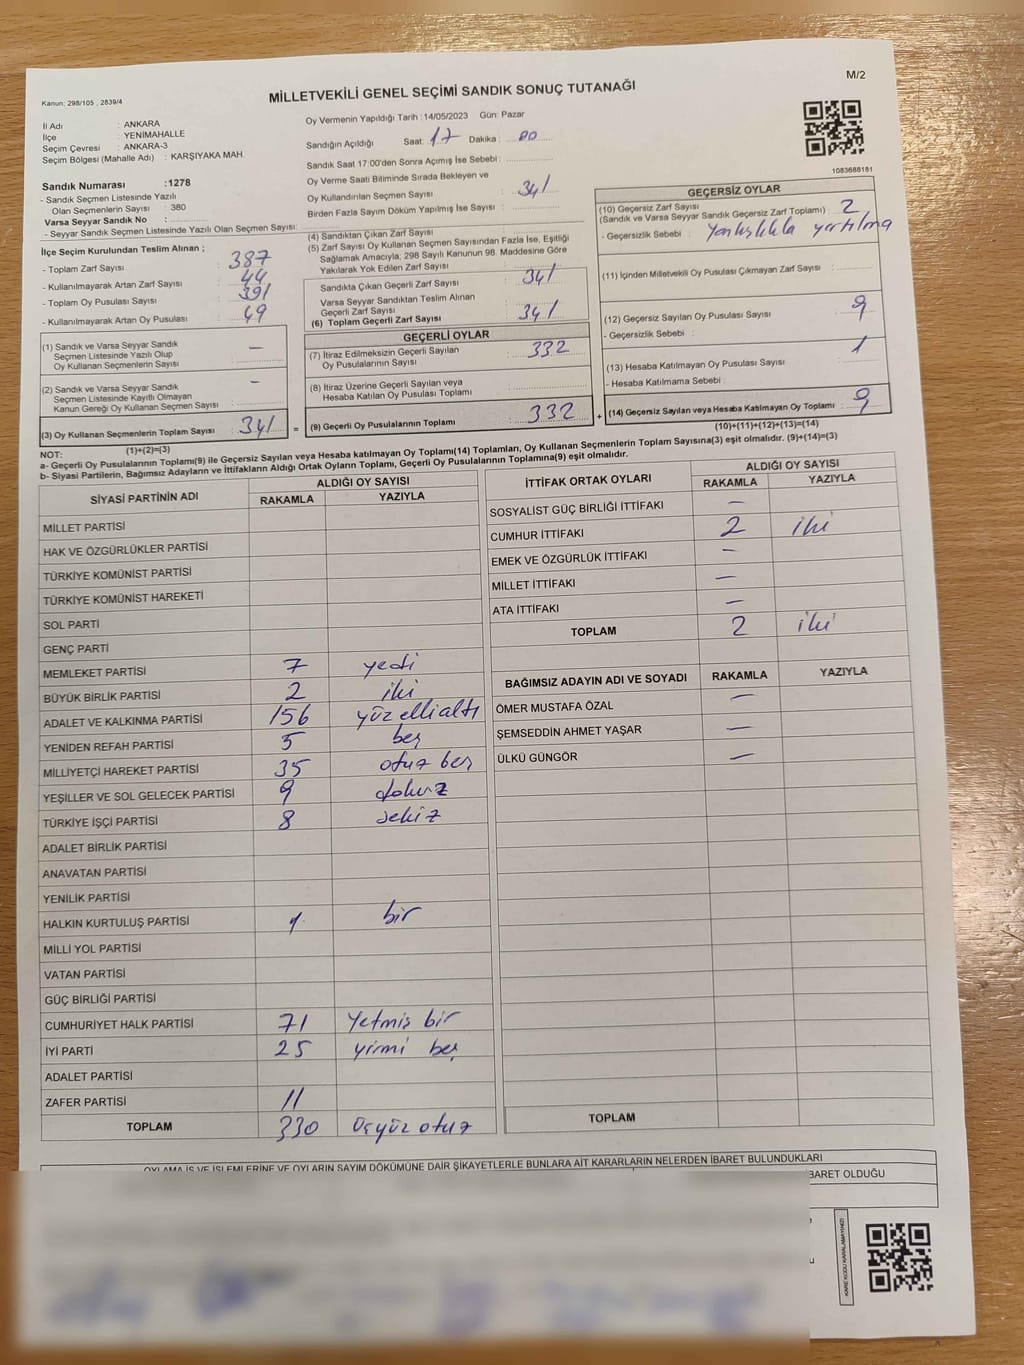 M/2
Kanun: 298/105 , 2839/4
MİLLETVEKİLİ GENEL SEÇİMİ SANDIK SONUÇ TUTANAĞI
İl Adı : ANKARA
İlçe : YENİMAHALLE
Seçim Çevresi : ANKARA-3
Seçim Bölgesi (Mahalle Adı) : KARŞIYAKA MAH.
Sandık Numarası :1278
- Sandık Seçmen Listesinde Yazılı
Olan Seçmenlerin Sayısı : 380
Varsa Seyyar Sandık No :
- Seyyar Sandık Seçmen Listesinde Yazılı Olan Seçmen Sayısı:
Oy Vermenin Yapıldığı Tarih :14/05/2023 Gün: Pazar
Sandığın Açıldığı Saat: 17 Dakika : 00
Sandık Saat 17:00'den Sonra Açımış İse Sebebi:
Oy Verme Saati Bitiminde Sırada Bekleyen ve
Oy Kullandırılan Seçmen Sayısı : 341
Birden Fazla Sayım Döküm Yapılmış İse Sayısı :
1083688181
İlçe Seçim Kurulundan Teslim Alınan ;
- Toplam Zarf Sayısı : 387
- Kullanılmayarak Artan Zarf Sayısı : 44
- Toplam Oy Pusulası Sayısı : 391
- Kullanılmayarak Artan Oy Pusulası : 49
(1) Sandık ve Varsa Seyyar Sandık
Seçmen Listesinde Yazılı Olup
Oy Kullanan Seçmenlerin Sayısı : –
(2) Sandık ve Varsa Seyyar Sandık
Seçmen Listesinde Kayıtlı Olmayan
Kanun Gereği Oy Kullanan Seçmen Sayısı : –
(3) Oy Kullanan Seçmenlerin Toplam Sayısı : 341
(1)+(2)=(3)
(4) Sandıktan Çıkan Zarf Sayısı
(5) Zarf Sayısı Oy Kullanan Seçmen Sayısından Fazla İse, Eşitliği
Sağlamak Amacıyla; 298 Sayılı Kanunun 98. Maddesine Göre
Yakılarak Yok Edilen Zarf Sayısı :
Sandıkta Çıkan Geçerli Zarf Sayısı : 341
Varsa Seyyar Sandıktan Teslim Alınan
Geçerli Zarf Sayısı :
(6) Toplam Geçerli Zarf Sayısı : 341
GEÇERLİ OYLAR
(7) İtiraz Edilmeksizin Geçerli Sayılan
Oy Pusulalarının Sayısı : 332
(8) İtiraz Üzerine Geçerli Sayılan veya
Hesaba Katılan Oy Pusulası Toplamı :
= (9) Geçerli Oy Pusulalarının Toplamı : 332 +
GEÇERSİZ OYLAR
(10) Geçersiz Zarf Sayısı
(Sandık ve Varsa Seyyar Sandık Geçersiz Zarf Toplamı) : 2
- Geçersizlik Sebebi : Yanlışlıkla yırtılma
(11) İçinden Milletvekili Oy Pusulası Çıkmayan Zarf Sayısı :
(12) Geçersiz Sayılan Oy Pusulası Sayısı : 9
- Geçersizlik Sebebi :
(13) Hesaba Katılmayan Oy Pusulası Sayısı : 1
- Hesaba Katılmama Sebebi :
(14) Geçersiz Sayılan veya Hesaba Katılmayan Oy Toplamı : 9
(10)+(11)+(12)+(13)=(14)
NOT:
a- Geçerli Oy Pusulalarının Toplamı(9) ile Geçersiz Sayılan veya Hesaba Katılmayan Oy Toplamı(14) Toplamları, Oy Kullanan Seçmenlerin Toplam Sayısına(3) eşit olmalıdır. (9)+(14)=(3)
b- Siyasi Partilerin, Bağımsız Adayların ve İttifakların Aldığı Ortak Oyların Toplamı, Geçerli Oy Pusulalarının Toplamına(9) eşit olmalıdır.
SİYASİ PARTİNİN ADI ALDIĞI OY SAYISI
RAKAMLA YAZIYLA
MİLLET PARTİSİ
HAK VE ÖZGÜRLÜKLER PARTİSİ
TÜRKİYE KOMÜNİST PARTİSİ
TÜRKİYE KOMÜNİST HAREKETİ
SOL PARTİ
GENÇ PARTİ
MEMLEKET PARTİSİ 7 yedi
BÜYÜK BİRLİK PARTİSİ 2 iki
ADALET VE KALKINMA PARTİSİ 156 yüz elli altı
YENİDEN REFAH PARTİSİ 5 beş
MİLLİYETÇİ HAREKET PARTİSİ 35 otuz beş
YEŞİLLER VE SOL GELECEK PARTİSİ 9 dokuz
TÜRKİYE İŞÇİ PARTİSİ 8 sekiz
ADALET BİRLİK PARTİSİ
ANAVATAN PARTİSİ
YENİLİK PARTİSİ
HALKIN KURTULUŞ PARTİSİ 1 bir
MİLLİ YOL PARTİSİ
VATAN PARTİSİ
GÜÇ BİRLİĞİ PARTİSİ
CUMHURİYET HALK PARTİSİ 71 Yetmiş bir
İYİ PARTİ 25 yirmi beş
ADALET PARTİSİ
ZAFER PARTİSİ 11
TOPLAM 330 üçyüz otuz
İTTİFAK ORTAK OYLARI ALDIĞI OY SAYISI
RAKAMLA YAZIYLA
SOSYALİST GÜÇ BİRLİĞİ İTTİFAKI –
CUMHUR İTTİFAKI 2 iki
EMEK VE ÖZGÜRLÜK İTTİFAKI –
MİLLET İTTİFAKI –
ATA İTTİFAKI –
TOPLAM 2 iki
BAĞIMSIZ ADAYIN ADI VE SOYADI RAKAMLA YAZIYLA
ÖMER MUSTAFA ÖZAL –
ŞEMSEDDİN AHMET YAŞAR –
ÜLKÜ GÜNGÖR –
TOPLAM
OYLAMA İŞ VE İŞLEMLERİNE VE OYLARIN SAYIM DÖKÜMÜNE DAİR ŞİKAYETLERLE BUNLARA AİT KARARLARIN NELERDEN İBARET BULUNDUKLARI
BARET OLDUĞU
KARE KODU KARALAMAYINIZ!